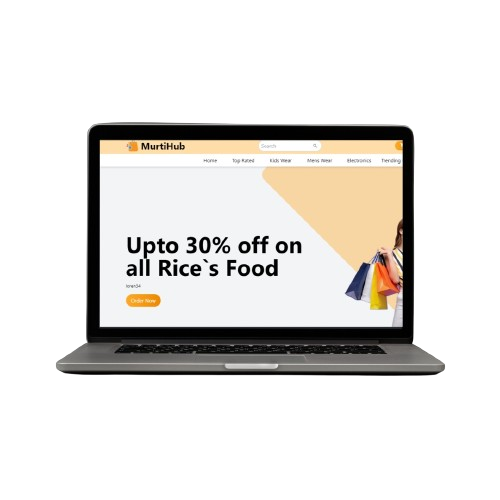 MurtiHub
Search
Home Top Rated Kids Wear Mens Wear Electronics Trending
Upto 30% off on
all Rice`s Food
Order Now